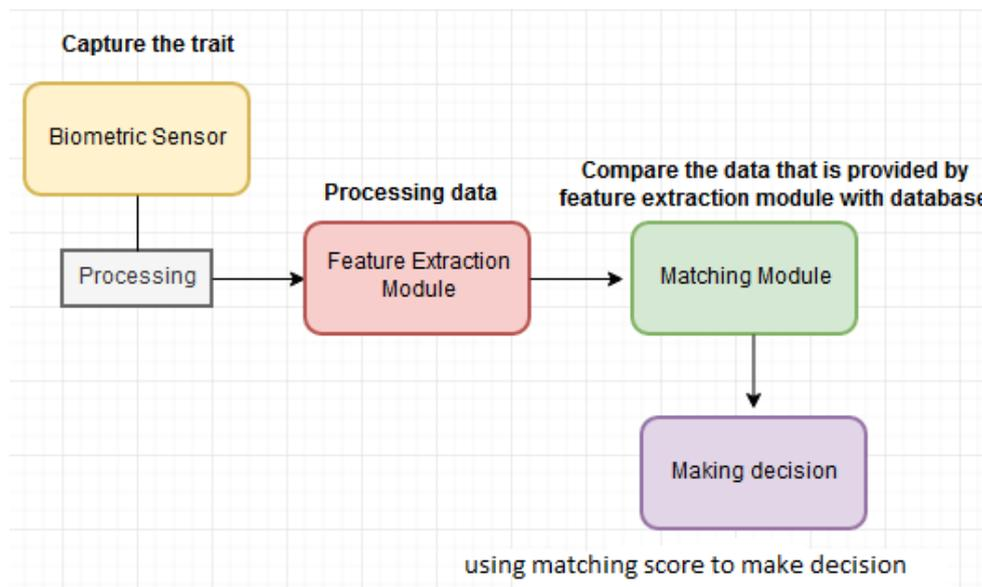 Capture the trait
Biometric Sensor
Processing
Processing data
Feature Extraction
Module
Compare the data that is provided by
feature extraction module with database
Matching Module
Making decision
using matching score to make decision